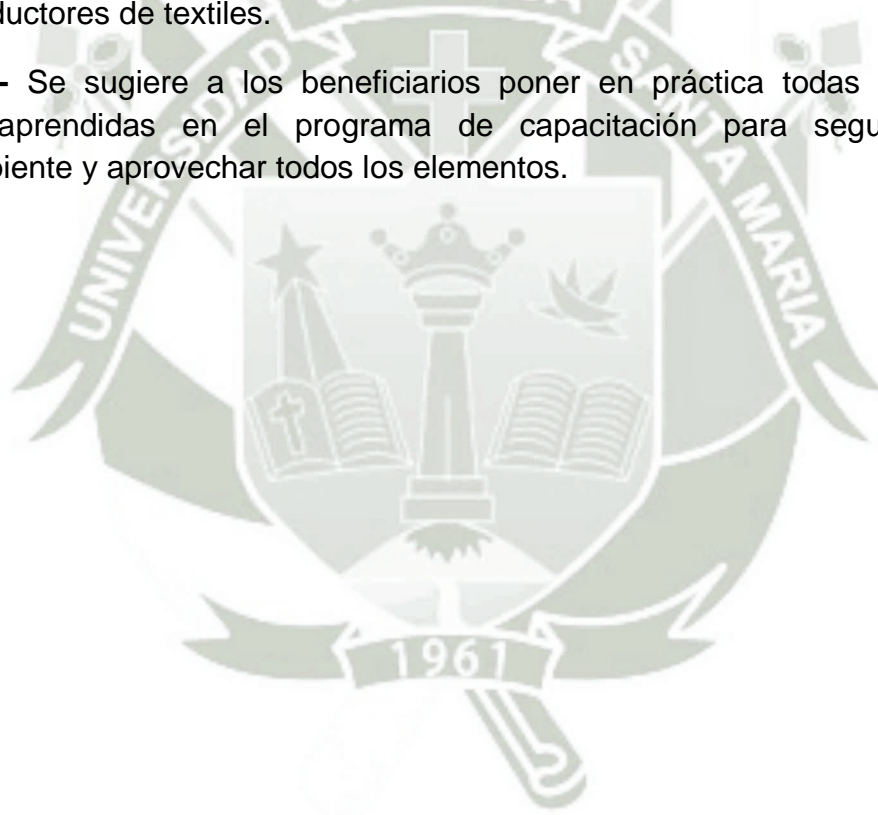 ductores de textiles.
- Se sugiere a los beneficiarios poner en práctica todas
aprendidas en el programa de capacitación para segu
iente y aprovechar todos los elementos.
UNIVERSIDAD
SANTA MARIA
1961